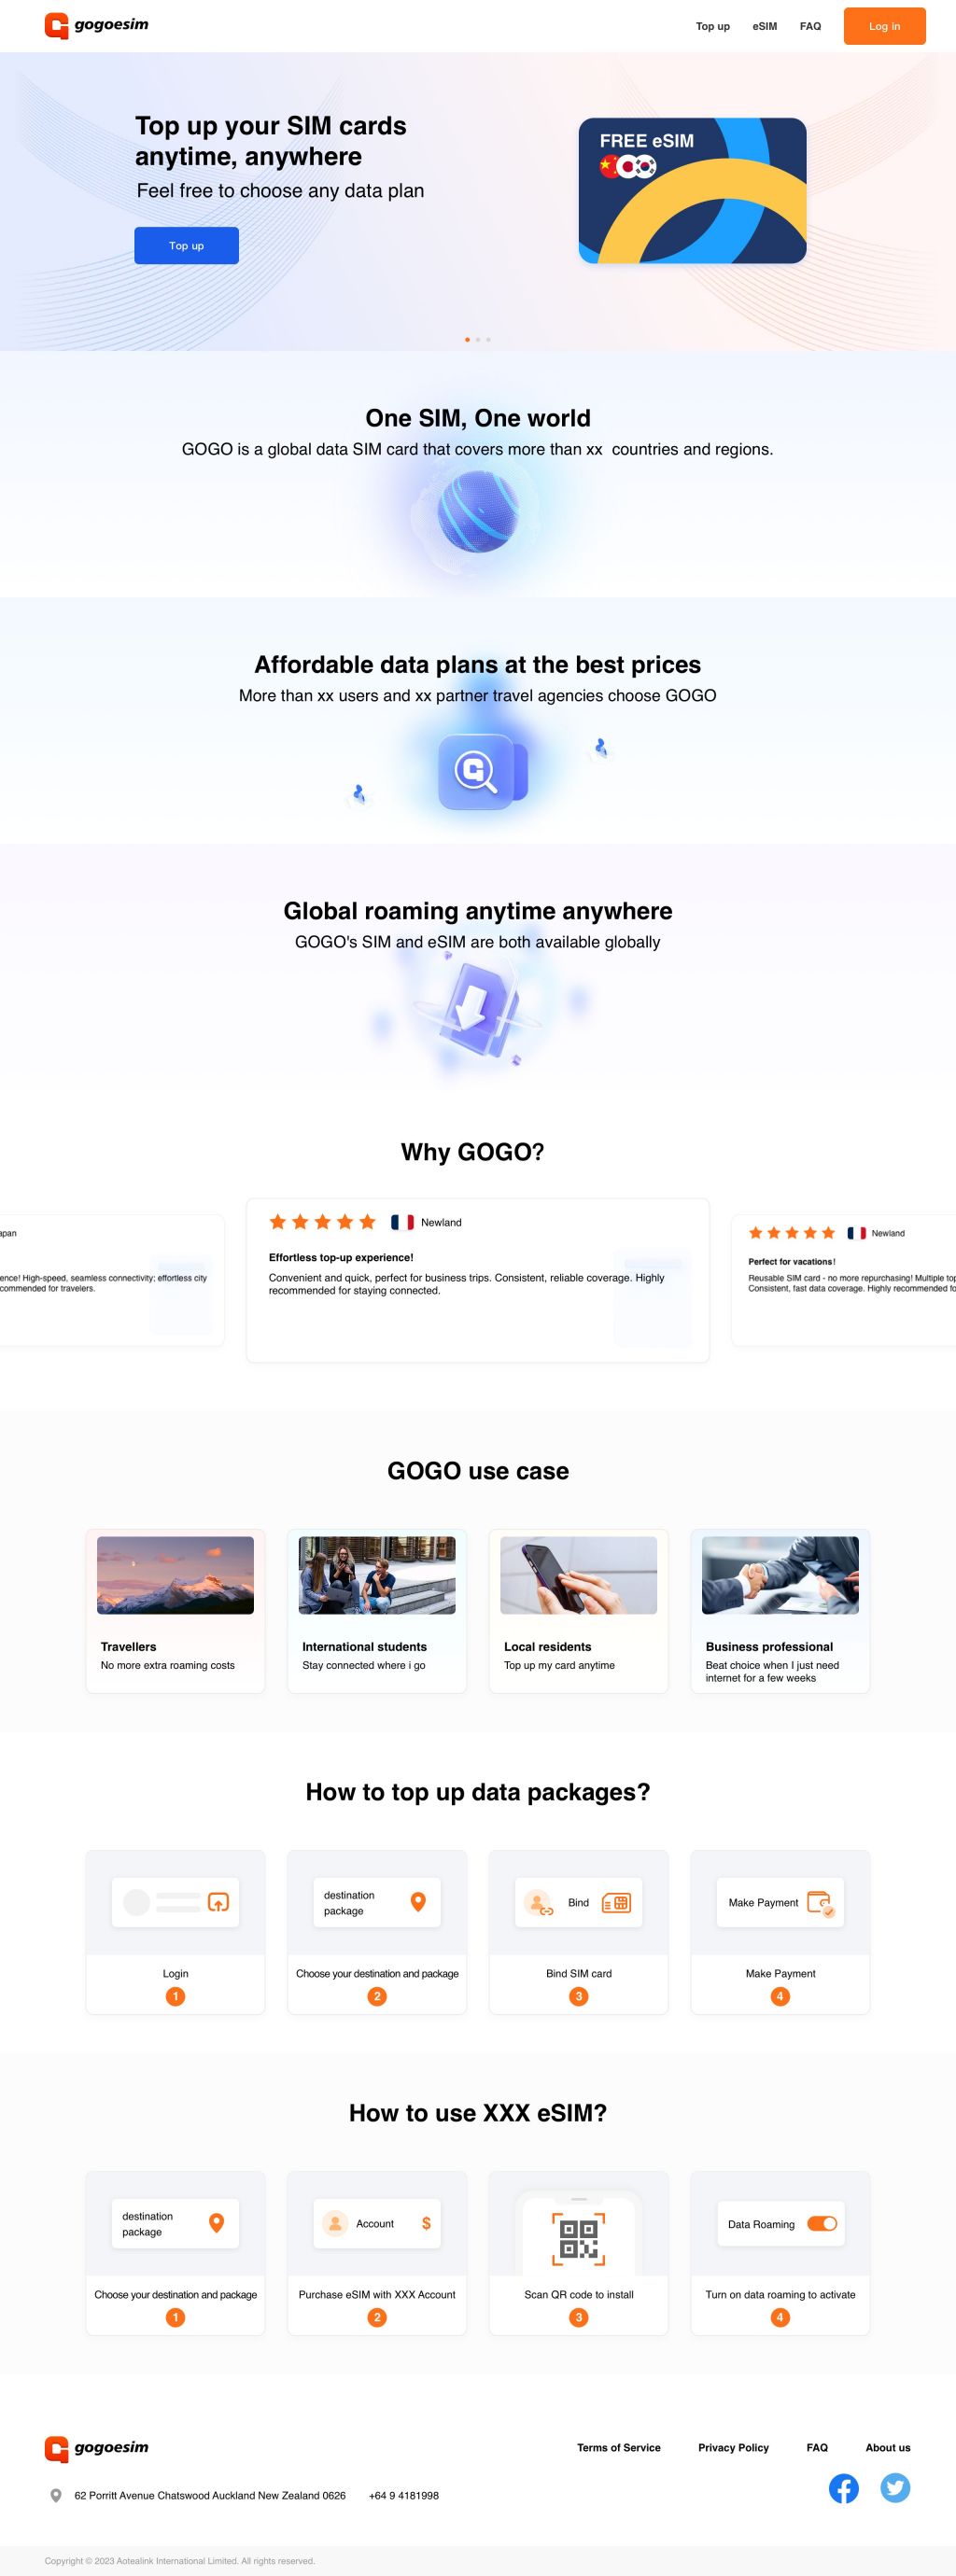 gogoesim
Top up
eSIM
FAQ
Log in
Top up your SIM cards
anytime, anywhere
Feel free to choose any data plan
Top up
FREE eSIM
One SIM, One world
GOGO is a global data SIM card that covers more than xx countries and regions.
Affordable data plans at the best prices
More than xx users and xx partner travel agencies choose GOGO
Global roaming anytime anywhere
GOGO's SIM and eSIM are both available globally
Why GOGO?
apan
ence! High-speed, seamless connectivity; effortless city
commended for travelers.
Newland
Effortless top-up experience!
Convenient and quick, perfect for business trips. Consistent, reliable coverage. Highly
recommended for staying connected.
Newland
Perfect for vacations!
Reusable SIM card - no more repurchasing! Multiple top
Consistent, fast data coverage. Highly recommended fo
GOGO use case
Travellers
No more extra roaming costs
International students
Stay connected where i go
Local residents
Top up my card anytime
Business professional
Beat choice when I just need
internet for a few weeks
How to top up data packages?
Login
1
destination
package
Choose your destination and package
2
Bind
Bind SIM card
3
Make Payment
Make Payment
4
How to use XXX eSIM?
destination
package
Choose your destination and package
1
Account
$
Purchase eSIM with XXX Account
2
Scan QR code to install
3
Data Roaming
Turn on data roaming to activate
4
gogoesim
Terms of Service
Privacy Policy
FAQ
About us
62 Porritt Avenue Chatswood Auckland New Zealand 0626
+64 9 4181998
Copyright © 2023 Aotealink International Limited. All rights reserved.